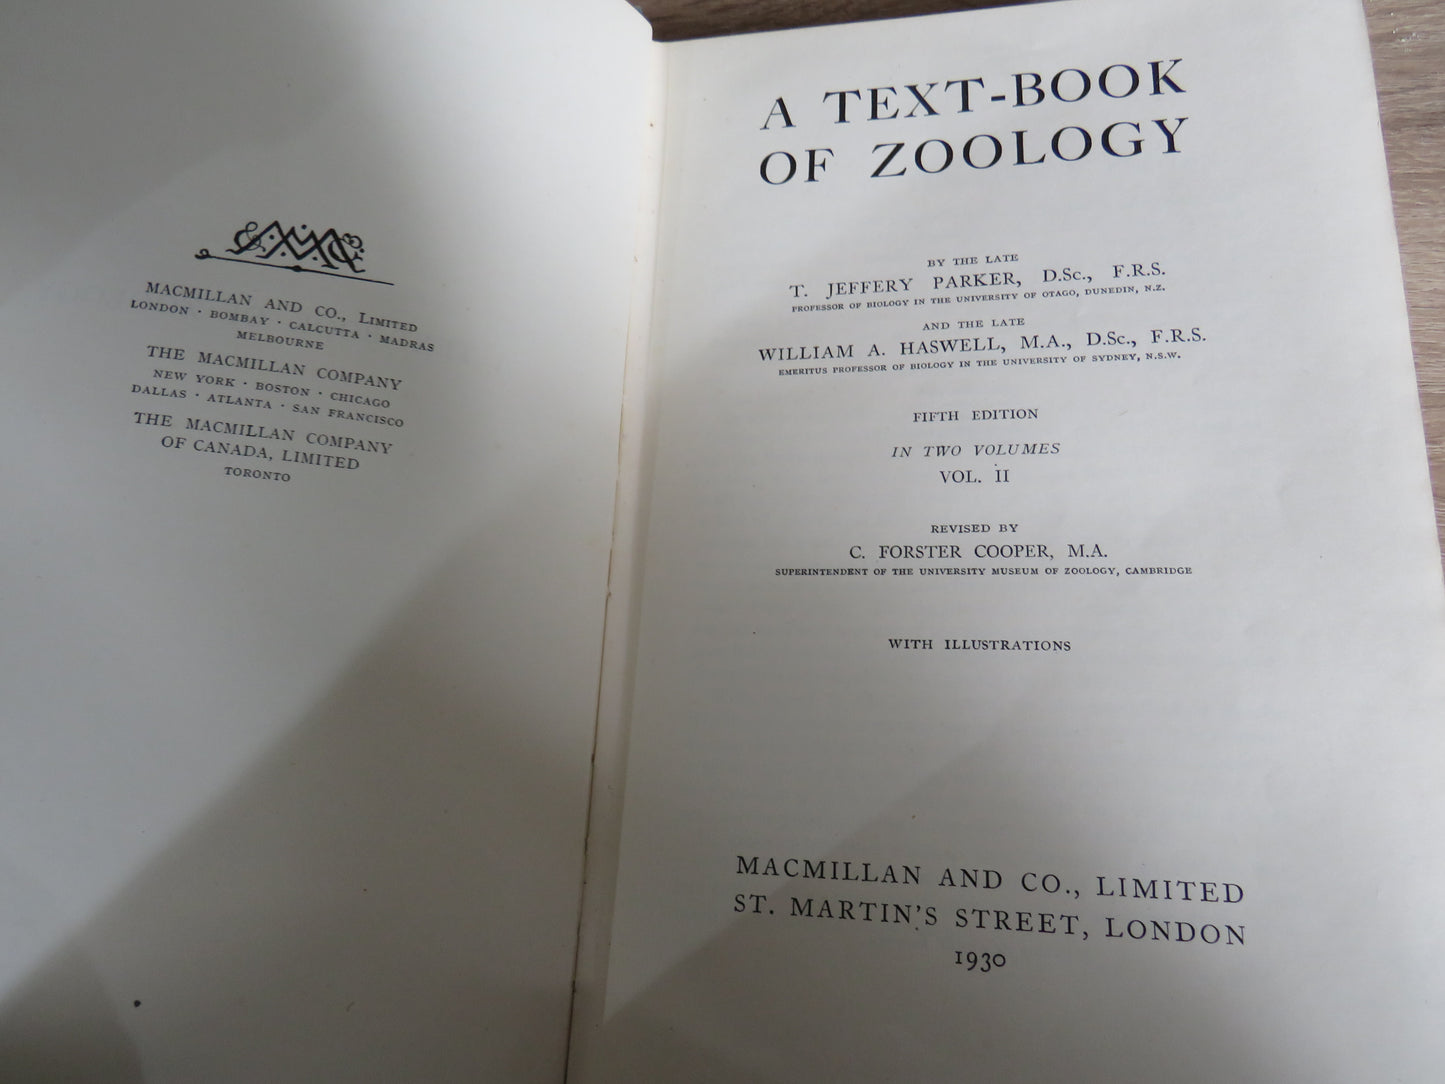 MACMILLAN AND CO., LIMITED
LONDON · BOMBAY · CALCUTTA · MADRAS
MELBOURNE
THE MACMILLAN COMPANY
NEW YORK · BOSTON · CHICAGO
DALLAS · ATLANTA · SAN FRANCISCO
THE MACMILLAN COMPANY
OF CANADA, LIMITED
TORONTO
A TEXT-BOOK
OF ZOOLOGY
BY THE LATE
T. JEFFERY PARKER, D.Sc., F.R.S.
PROFESSOR OF BIOLOGY IN THE UNIVERSITY OF OTAGO, DUNEDIN, N.Z.
AND THE LATE
WILLIAM A. HASWELL, M.A., D.Sc., F.R.S.
EMERITUS PROFESSOR OF BIOLOGY IN THE UNIVERSITY OF SYDNEY, N.S.W.
FIFTH EDITION
IN TWO VOLUMES
VOL. II
REVISED BY
C. FORSTER COOPER, M.A.
SUPERINTENDENT OF THE UNIVERSITY MUSEUM OF ZOOLOGY, CAMBRIDGE
WITH ILLUSTRATIONS
MACMILLAN AND CO., LIMITED
ST. MARTIN'S STREET, LONDON
1930